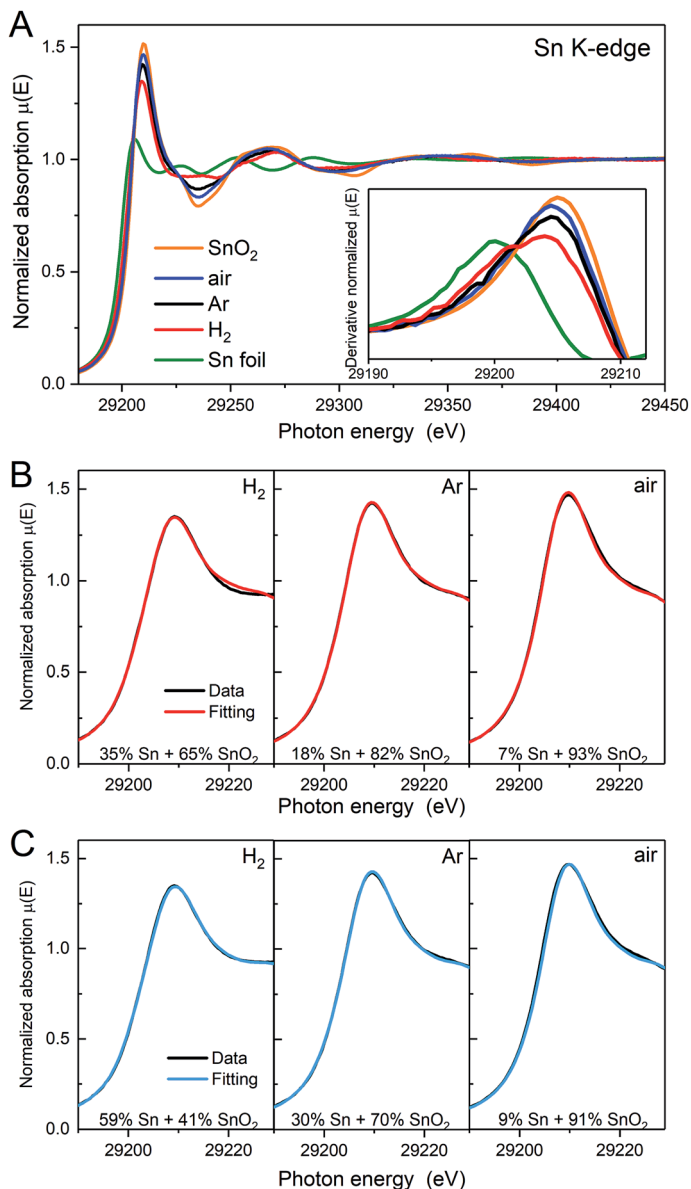 A
Sn K-edge
Normalized absorption μ(E)
1.5
1.0
0.5
0.0
SnO2
air
Ar
H2
Sn foil
Derivative normalized μ(E)
29190 29200 29210
29200 29250 29300 29350 29400 29450
Photon energy (eV)
B
H2 Ar air
Normalized absorption μ(E)
1.5
1.0
0.5
0.0
Data
Fitting
35% Sn + 65% SnO2 18% Sn + 82% SnO2 7% Sn + 93% SnO2
29200 29220 29200 29220 29200 29220
Photon energy (eV)
C
H2 Ar air
Normalized absorption μ(E)
1.5
1.0
0.5
0.0
Data
Fitting
59% Sn + 41% SnO2 30% Sn + 70% SnO2 9% Sn + 91% SnO2
29200 29220 29200 29220 29200 29220
Photon energy (eV)